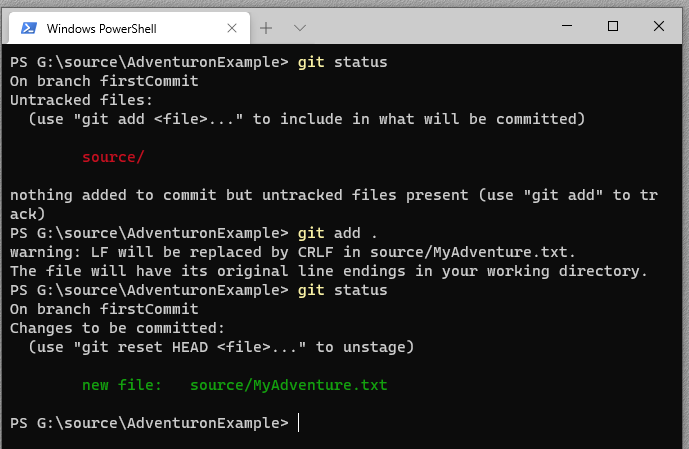 Windows PowerShell
PS G:\source\AdventuronExample> git status
On branch firstCommit
Untracked files:
  (use "git add <file>..." to include in what will be committed)
        source/
nothing added to commit but untracked files present (use "git add" to tr
ack)
PS G:\source\AdventuronExample> git add .
warning: LF will be replaced by CRLF in source/MyAdventure.txt.
The file will have its original line endings in your working directory.
PS G:\source\AdventuronExample> git status
On branch firstCommit
Changes to be committed:
  (use "git reset HEAD <file>..." to unstage)
        new file:   source/MyAdventure.txt
PS G:\source\AdventuronExample>